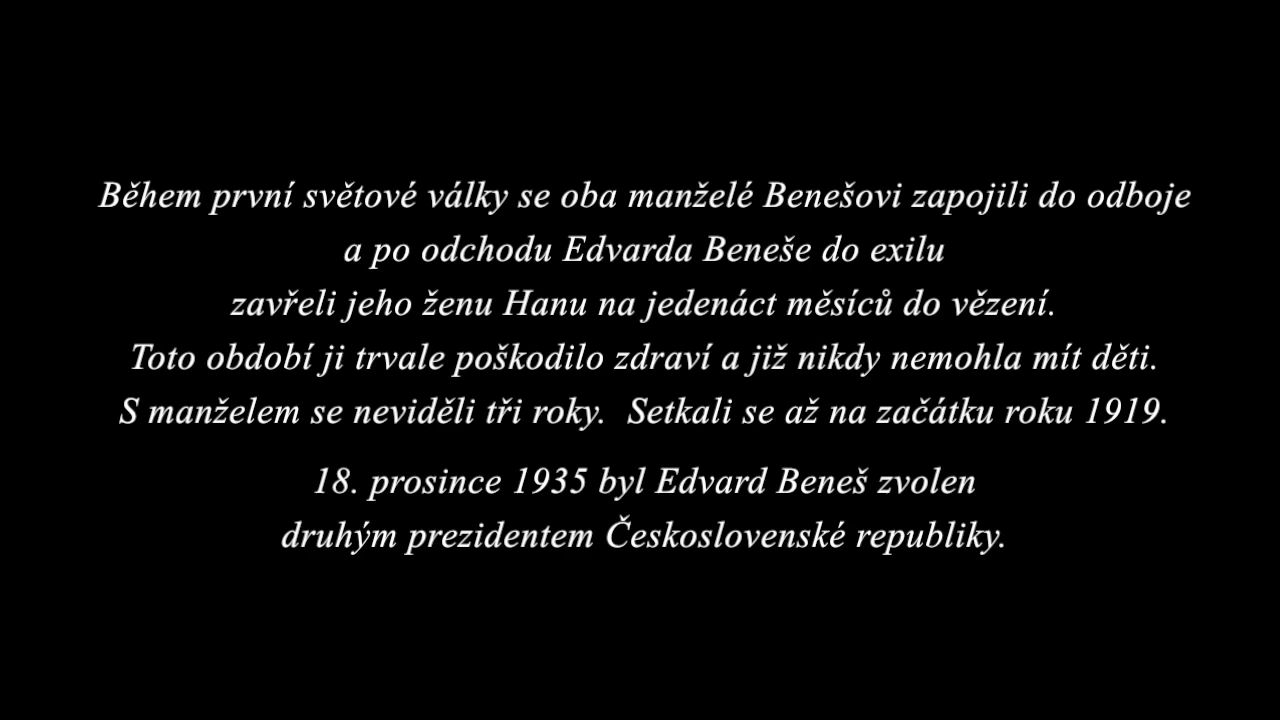 Během první světové války se oba manželé Benešovi zapojili do odboje
a po odchodu Edvarda Beneše do exilu
zavřeli jeho ženu Hanu na jedenáct měsíců do vězení.
Toto období ji trvale poškodilo zdraví a již nikdy nemohla mít děti.
S manželem se neviděli tři roky.  Setkali se až na začátku roku 1919.
18. prosince 1935 byl Edvard Beneš zvolen
druhým prezidentem Československé republiky.